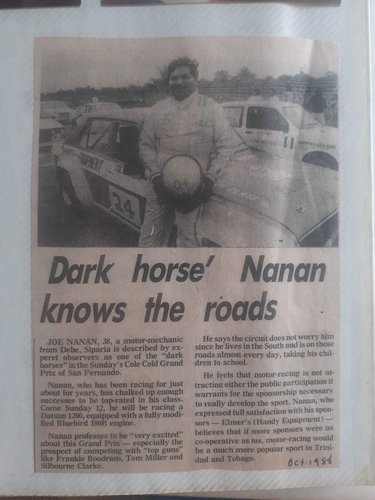 EQUIPMENT
24
Dark horse' Nanan
knows the roads
JOE NANAN, 38, a motor-mechanic
from Debe, Siparia is described by ex-
peret observers as one of the "dark
horses" in the Sunday's Cole Cold Grand
Prix of San Fernando.
Nanan, who has been racing for just
about for years, has chalked up enough
successes to be top-rated in his class.
Come Sunday 12, he will be racing a
Datsun 1200, equipped with a fully modi-
fied Bluebird 180B engine.
Nanan professes to be "very excited"
about this Grand Prix — especially the
prospect of competing with "top guns"
like Frankie Boodram, Tom Miller and
Silbourne Clarke.
He says the circuit does not worry him
since he lives in the South and is on those
roads almost every day, taking his chil-
dren to school.
He feels that motor-racing is not at-
tracting either the public participation it
warrants for the sponsorship necessary
to really develop the sport. Nanan, who
expressed full satisfaction with his spon-
sors — Elmer's (Handy Equipment) —
believes that if more sponsors were as
co-operative as tus, motor-racing would
be a much more popular sport in Trini-
dad and Tobago.
Oct. 1986